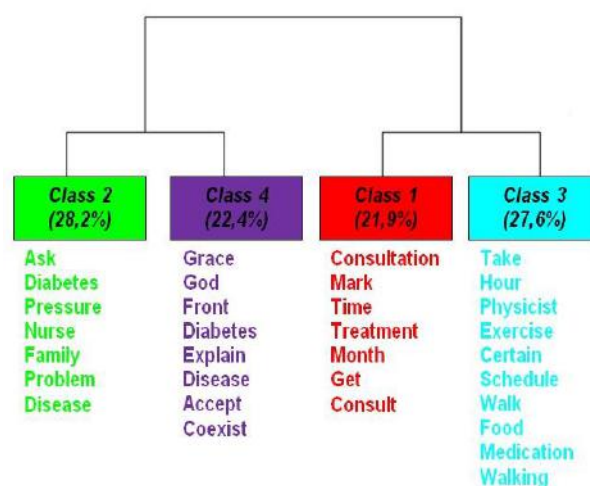 Class 2
(28,2%)
Ask
Diabetes
Pressure
Nurse
Family
Problem
Disease
Class 4
(22,4%)
Grace
God
Front
Diabetes
Explain
Disease
Accept
Coexist
Class 1
(21,9%)
Consultation
Mark
Time
Treatment
Month
Get
Consult
Class 3
(27,6%)
Take
Hour
Physicist
Exercise
Certain
Schedule
Walk
Food
Medication
Walking